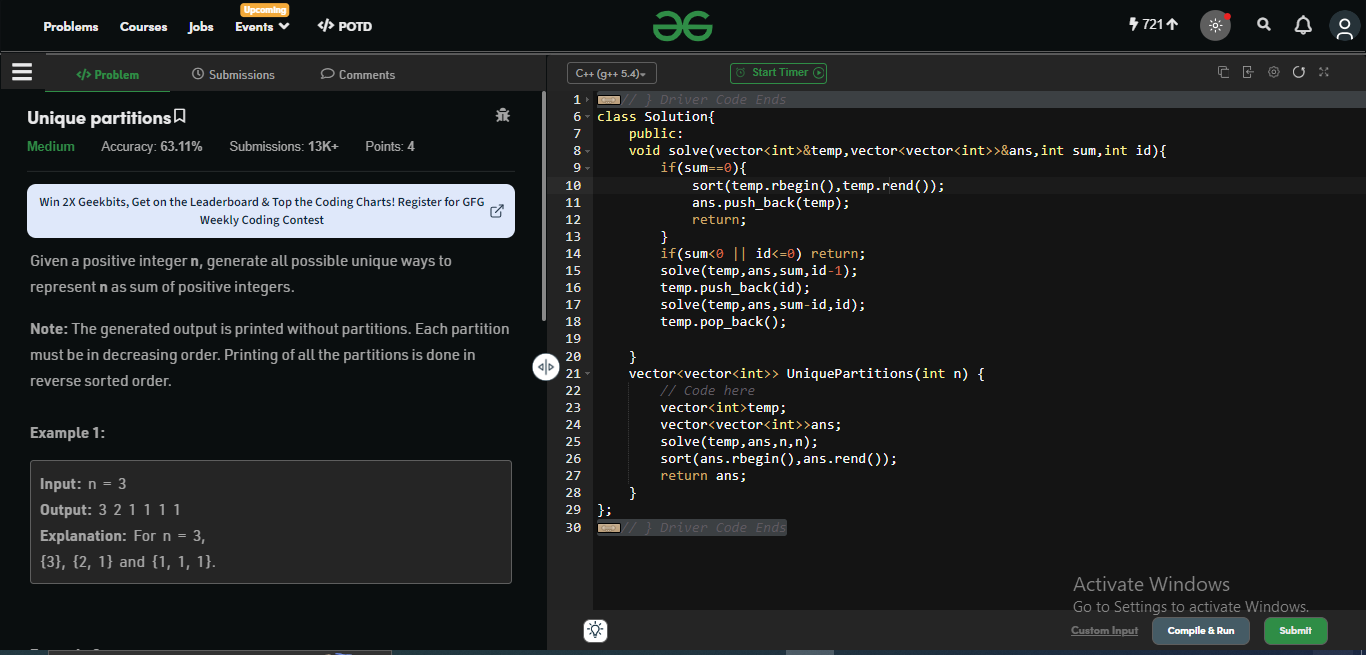 Problems Courses Jobs Upcoming Events </> POTD 721
</> Problem Submissions Comments
Unique partitions
Medium Accuracy: 63.11% Submissions: 13K+ Points: 4
Win 2X Geekbits, Get on the Leaderboard & Top the Coding Charts! Register for GFG
Weekly Coding Contest
Given a positive integer n, generate all possible unique ways to
represent n as sum of positive integers.
Note: The generated output is printed without partitions. Each partition
must be in decreasing order. Printing of all the partitions is done in
reverse sorted order.
Example 1:
Input: n = 3
Output: 3 2 1 1 1 1
Explanation: For n = 3,
{3}, {2, 1} and {1, 1, 1}.
C++ (g++ 5.4) Start Timer
1 // } Driver Code Ends
6 class Solution{
7 public:
8 void solve(vector<int>&temp,vector<vector<int>>&ans,int sum,int id){
9 if(sum==0){
10 sort(temp.rbegin(),temp.rend());
11 ans.push_back(temp);
12 return;
13 }
14 if(sum<0 || id<=0) return;
15 solve(temp,ans,sum,id-1);
16 temp.push_back(id);
17 solve(temp,ans,sum-id,id);
18 temp.pop_back();
19
20 }
21 vector<vector<int>> UniquePartitions(int n) {
22 // Code here
23 vector<int>temp;
24 vector<vector<int>>ans;
25 solve(temp,ans,n,n);
26 sort(ans.rbegin(),ans.rend());
27 return ans;
28 }
29 };
30 // } Driver Code Ends
Activate Windows
Go to Settings to activate Windows.
Custom Input Compile & Run Submit